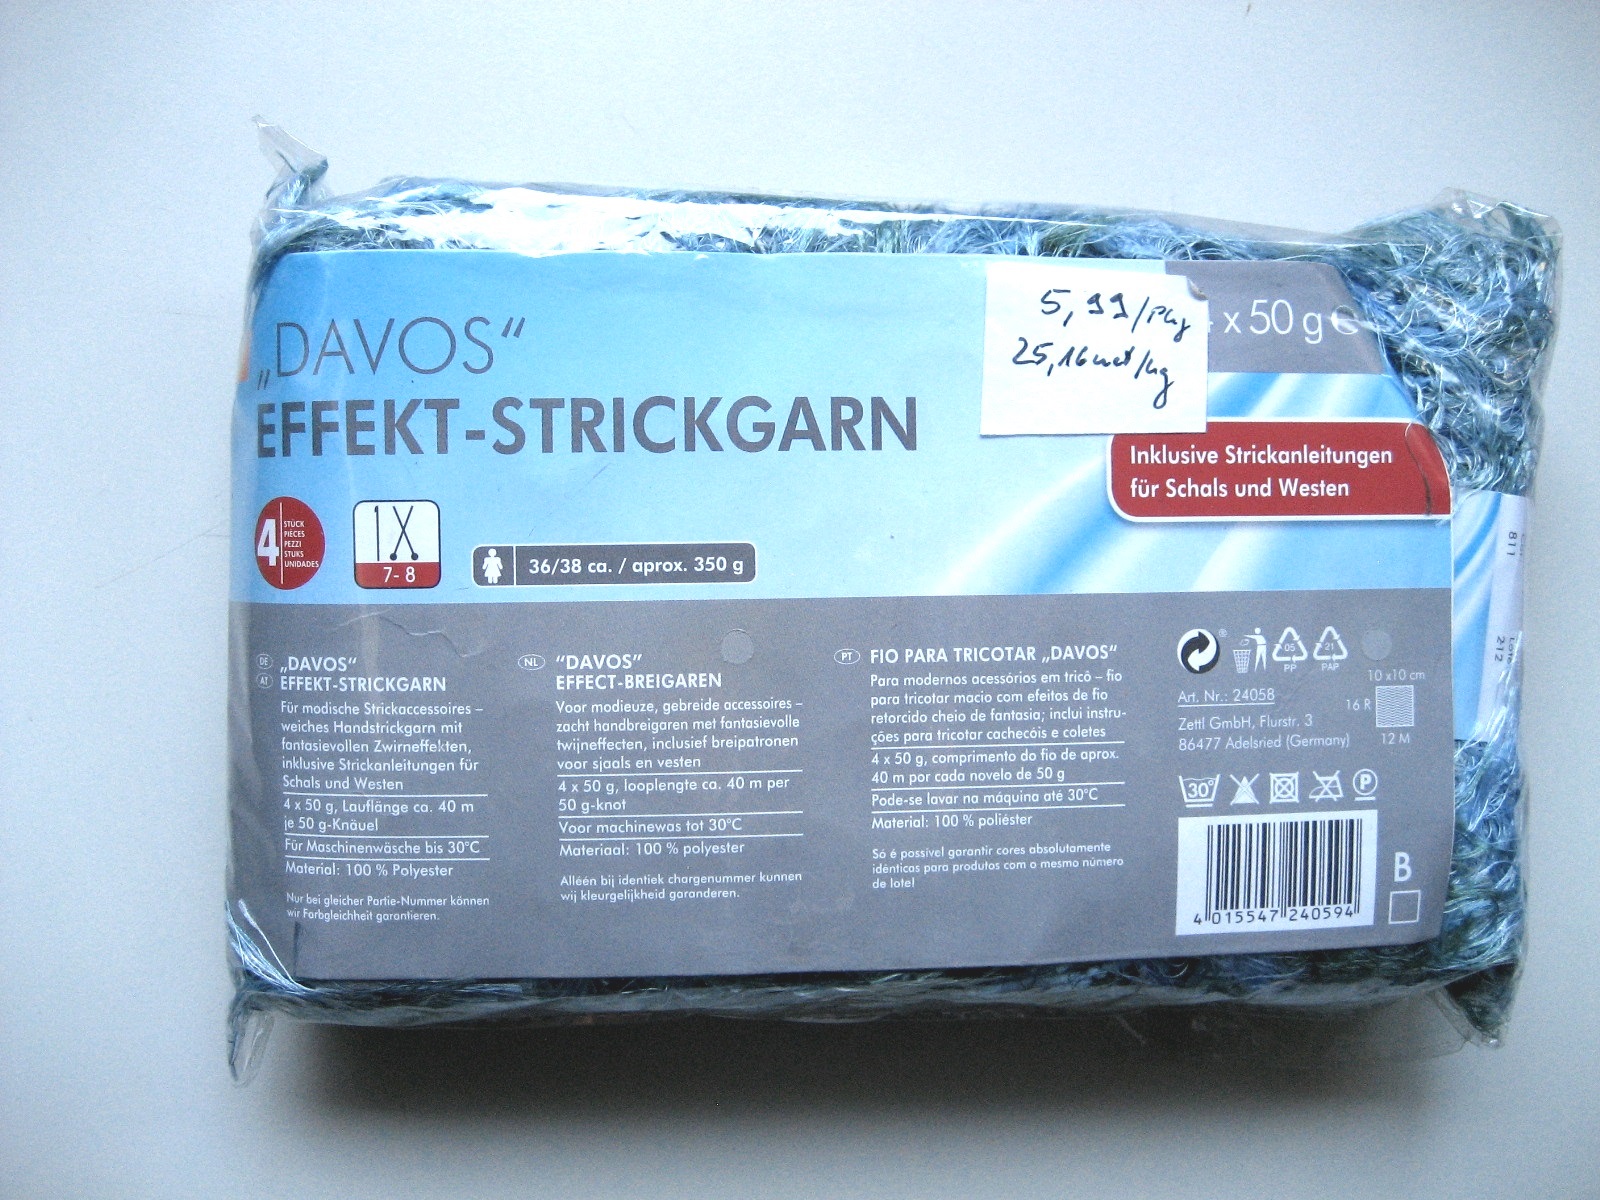 „DAVOS“
EFFEKT-STRICKGARN
5,99/pkg
25,16 /kg
x 50 g e
Inklusive Strickanleitungen
für Schals und Westen
4
STÜCK
PIECES
PEZZI
STUKS
UNIDADES
7- 8
36/38 ca. / aprox. 350 g
DE
AT
„DAVOS“
EFFEKT-STRICKGARN
Für modische Strickaccessoires –
weiches Handstrickgarn mit
fantasievollen Zwirneffekten,
inklusive Strickanleitungen für
Schals und Westen
4 x 50 g, Lauflänge ca. 40 m
je 50 g-Knäuel
Für Maschinenwäsche bis 30°C
Material: 100 % Polyester
Nur bei gleicher Partie-Nummer können
wir Farbgleichheit garantieren.
NL
“DAVOS”
EFFECT-BREIGAREN
Voor modieuze, gebreide accessoires –
zacht handbreigaren met fantasievolle
twijneffecten, inclusief breipatronen
voor sjaals en vesten
4 x 50 g, looplengte ca. 40 m per
50 g-knot
Voor machinewas tot 30°C
Materiaal: 100 % polyester
Alléén bij identiek chargenummer kunnen
wij kleurgelijkheid garanderen.
PT
FIO PARA TRICOTAR „DAVOS“
Para modernos acessórios em tricô – fio
para tricotar macio com efeitos de fio
retorcido cheio de fantasia; inclui instru-
ções para tricotar cachecóis e coletes
4 x 50 g, comprimento do fio de aprox.
40 m por cada novelo de 50 g
Pode-se lavar na máquina até 30°C
Material: 100 % poliéster
Só é possível garantir cores absolutamente
idênticas para produtos com o mesmo número
de lote!
®
05
PP
21
PAP
Art. Nr.: 24058
Zettl GmbH, Flurstr. 3
86477 Adelsried (Germany)
10 x10 cm
16 R
12 M
30°
P
4 015547 240594
B
811
212